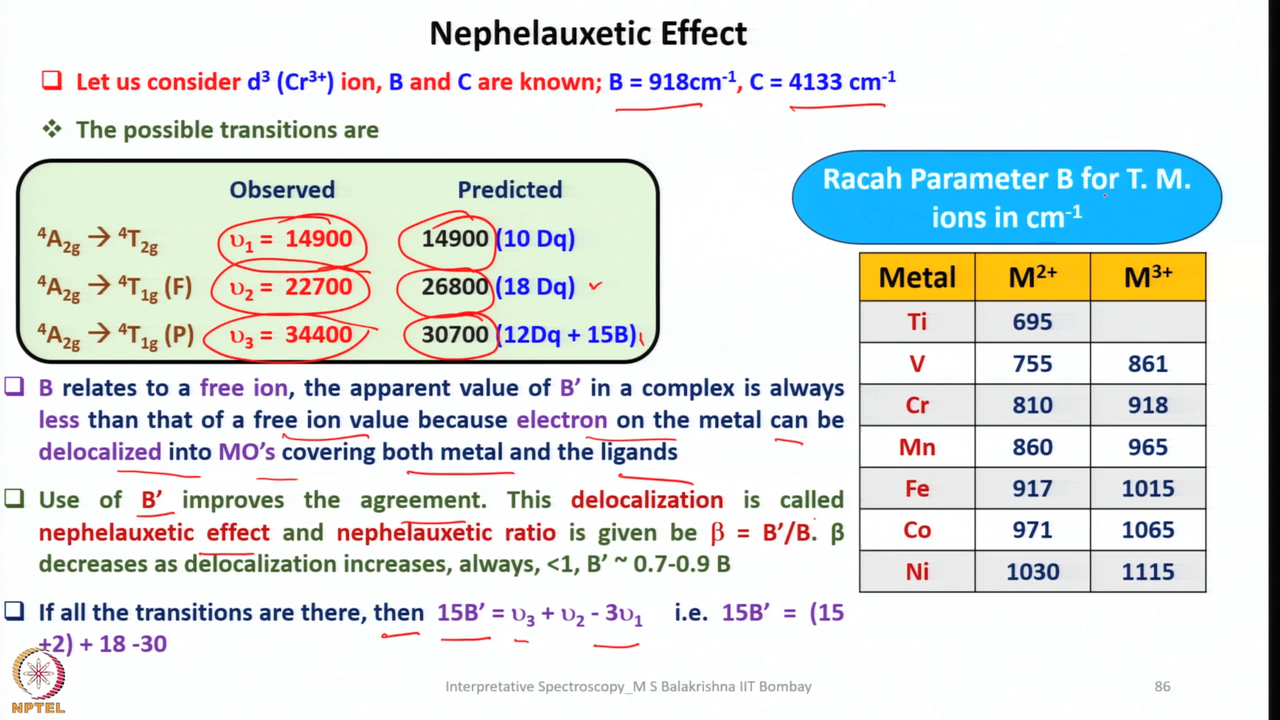 Nephelauxetic Effect
❑ Let us consider d³ (Cr³⁺) ion, B and C are known; B = 918cm⁻¹, C = 4133 cm⁻¹
❖ The possible transitions are
Observed Predicted
⁴A₂g → ⁴T₂g υ₁ = 14900 14900 (10 Dq)
⁴A₂g → ⁴T₁g (F) υ₂ = 22700 26800 (18 Dq)
⁴A₂g → ⁴T₁g (P) υ₃ = 34400 30700 (12Dq + 15B)
❑ B relates to a free ion, the apparent value of B’ in a complex is always
less than that of a free ion value because electron on the metal can be
delocalized into MO’s covering both metal and the ligands
❑ Use of B’ improves the agreement. This delocalization is called
nephelauxetic effect and nephelauxetic ratio is given be β = B’/B. β
decreases as delocalization increases, always, <1, B’ ~ 0.7-0.9 B
❑ If all the transitions are there, then 15B’ = υ₃ + υ₂ - 3υ₁ i.e. 15B’ = (15
+2) + 18 -30
Racah Parameter B for T. M.
ions in cm⁻¹
Metal M²⁺ M³⁺
Ti 695
V 755 861
Cr 810 918
Mn 860 965
Fe 917 1015
Co 971 1065
Ni 1030 1115
NPTEL
Interpretative Spectroscopy_M S Balakrishna IIT Bombay
86